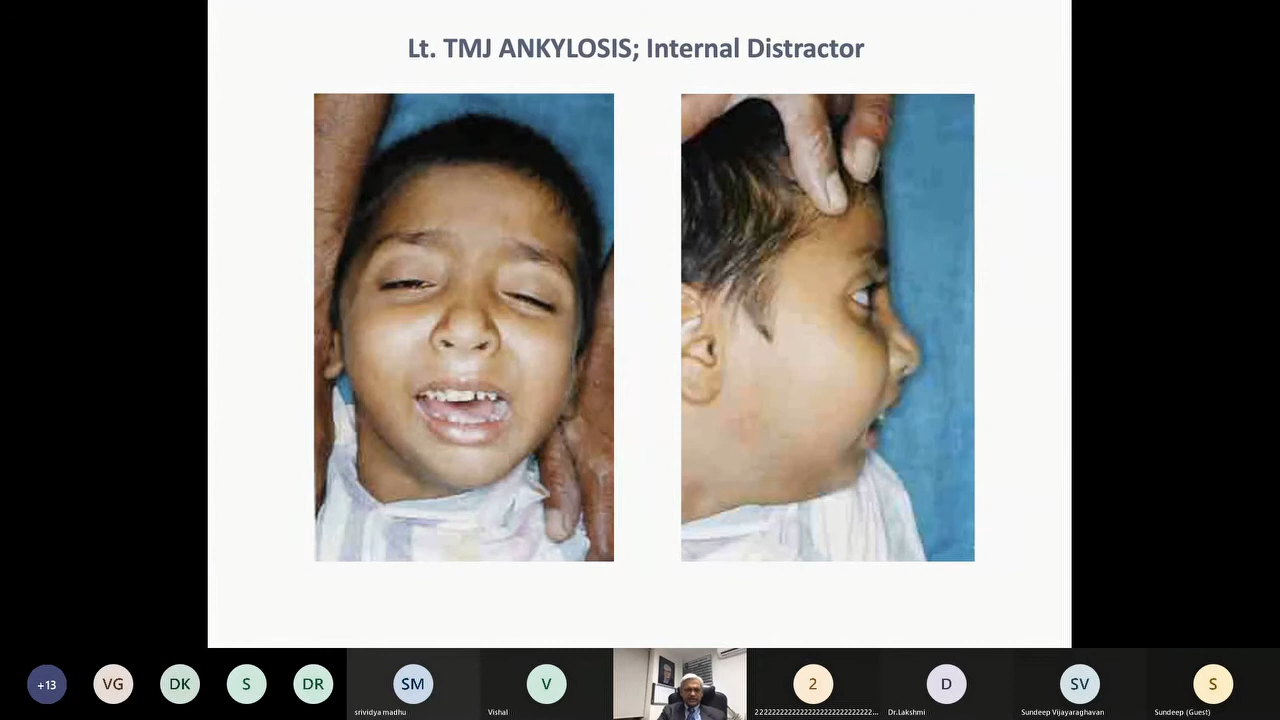 Lt. TMJ ANKYLOSIS; Internal Distractor
+13
VG
DK
S
DR
SM
srividya madhu
V
Vishal
2
Dr.Lakshmi
D
SV
Sundeep Vijayaraghavan
S
Sundeep (Guest)